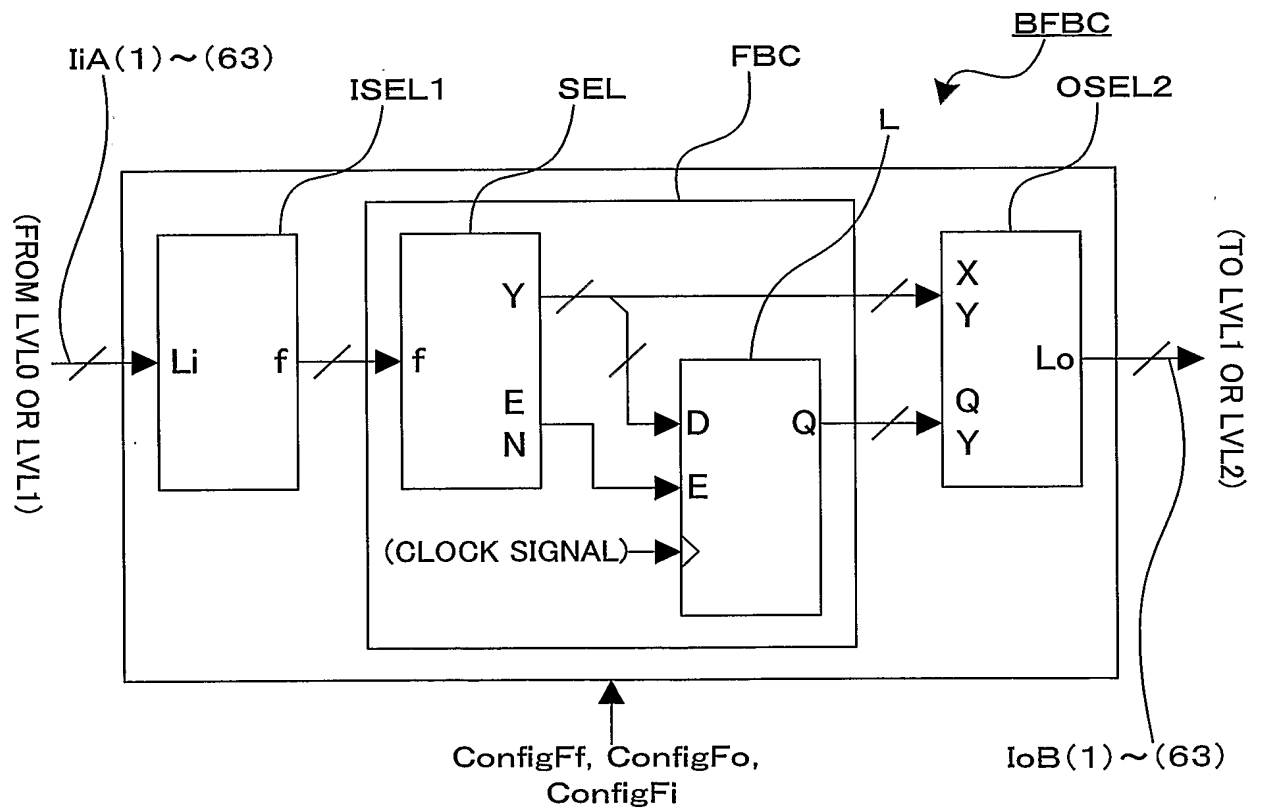 BFBC
IiA(1)～(63)
FBC
ISEL1
SEL
OSEL2
L
(FROM LVL0 OR LVL1)
(TO LVL1 OR LVL2)
Y
X
Y
Li
f
f
Lo
E
N
D
Q
Q
Y
E
(CLOCK SIGNAL)
ConfigFf, ConfigFo,
ConfigFi
IoB(1)～(63)